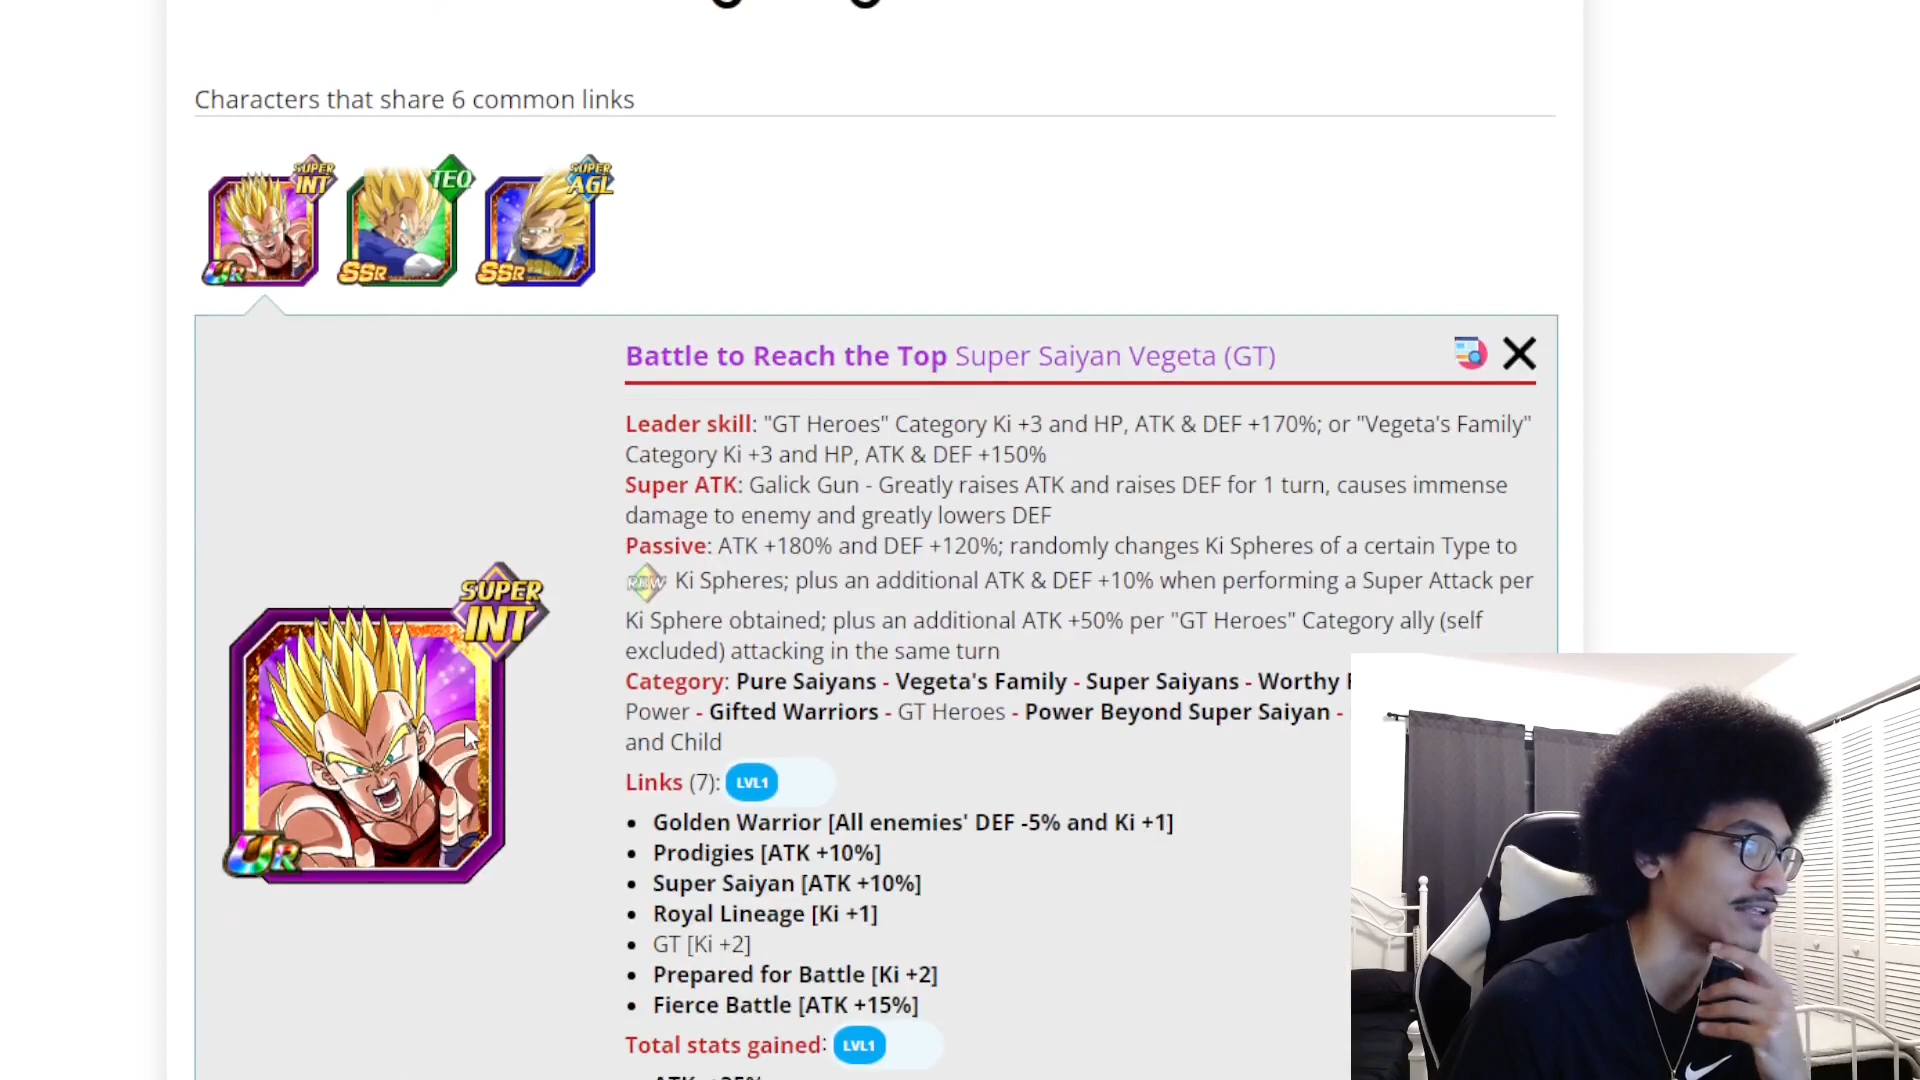 Characters that share 6 common links
SUPER INT
TEQ
SUPER AGL
UR
SSR
SSR
Battle to Reach the Top Super Saiyan Vegeta (GT)
Leader skill: "GT Heroes" Category Ki +3 and HP, ATK & DEF +170%; or "Vegeta's Family"
Category Ki +3 and HP, ATK & DEF +150%
Super ATK: Galick Gun - Greatly raises ATK and raises DEF for 1 turn, causes immense
damage to enemy and greatly lowers DEF
Passive: ATK +180% and DEF +120%; randomly changes Ki Spheres of a certain Type to
RBW Ki Spheres; plus an additional ATK & DEF +10% when performing a Super Attack per
Ki Sphere obtained; plus an additional ATK +50% per "GT Heroes" Category ally (self
excluded) attacking in the same turn
Category: Pure Saiyans - Vegeta's Family - Super Saiyans - Worthy
Power - Gifted Warriors - GT Heroes - Power Beyond Super Saiyan -
and Child
Links (7): LVL1
• Golden Warrior [All enemies' DEF -5% and Ki +1]
• Prodigies [ATK +10%]
• Super Saiyan [ATK +10%]
• Royal Lineage [Ki +1]
• GT [Ki +2]
• Prepared for Battle [Ki +2]
• Fierce Battle [ATK +15%]
Total stats gained: LVL1
SUPER INT
UR